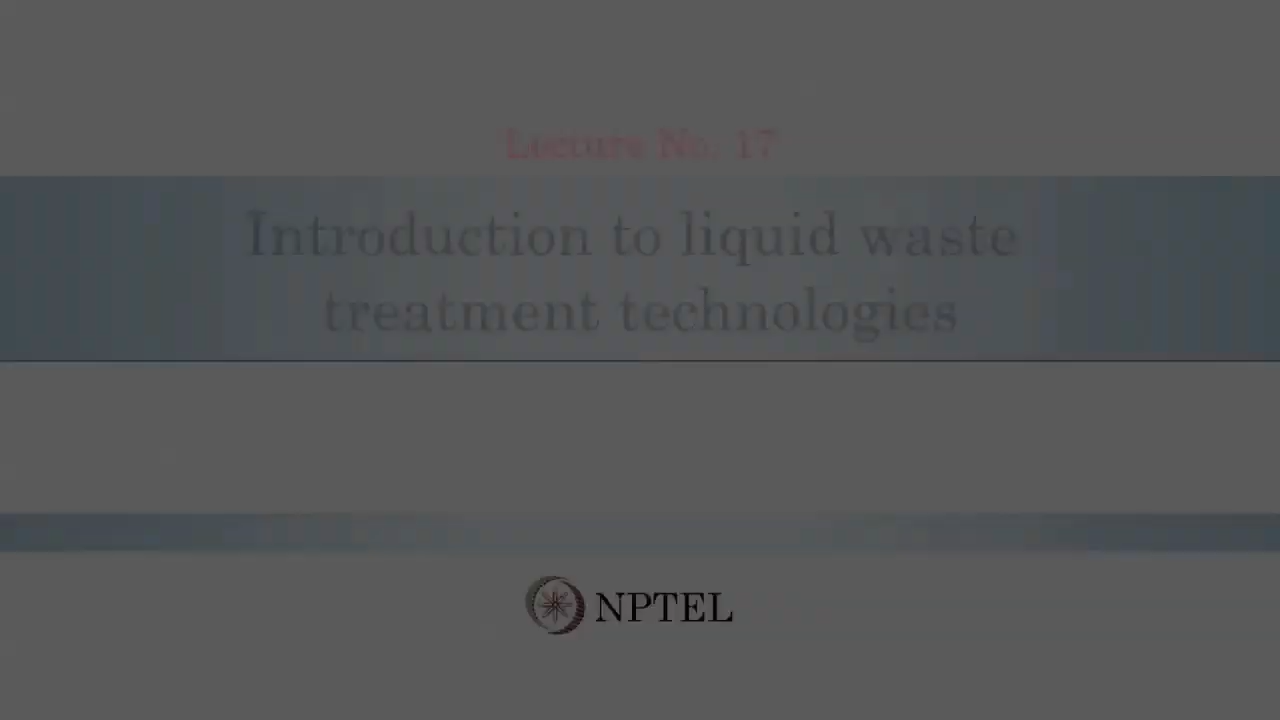 Lecture No. 17
Introduction to liquid waste
treatment technologies
NPTEL